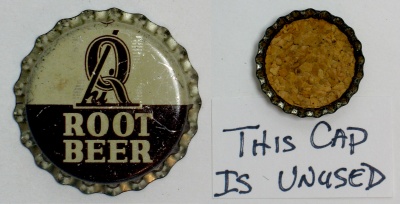 ROOT
BEER
THIS CAP
IS UNUSED